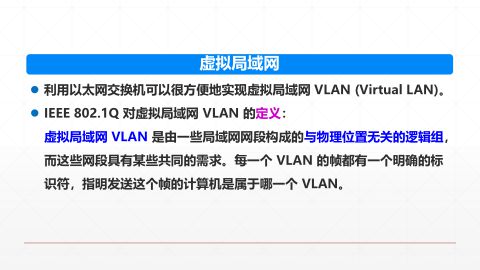 虚拟局域网
利用以太网交换机可以很方便地实现虚拟局域网 VLAN (Virtual LAN)。
IEEE 802.1Q 对虚拟局域网 VLAN 的定义：
虚拟局域网 VLAN 是由一些局域网网段构成的与物理位置无关的逻辑组，
而这些网段具有某些共同的需求。每一个 VLAN 的帧都有一个明确的标
识符，指明发送这个帧的计算机是属于哪一个 VLAN。